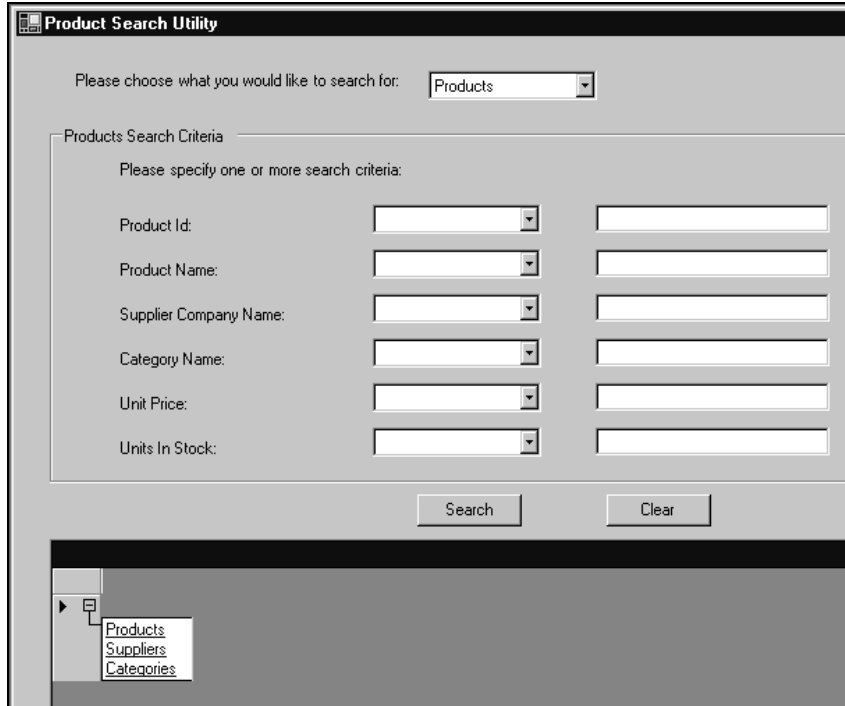 Product Search Utility
Please choose what you would like to search for: Products
Products Search Criteria
Please specify one or more search criteria:
Product Id:
Product Name:
Supplier Company Name:
Category Name:
Unit Price:
Units In Stock:
Search Clear
Products
Suppliers
Categories